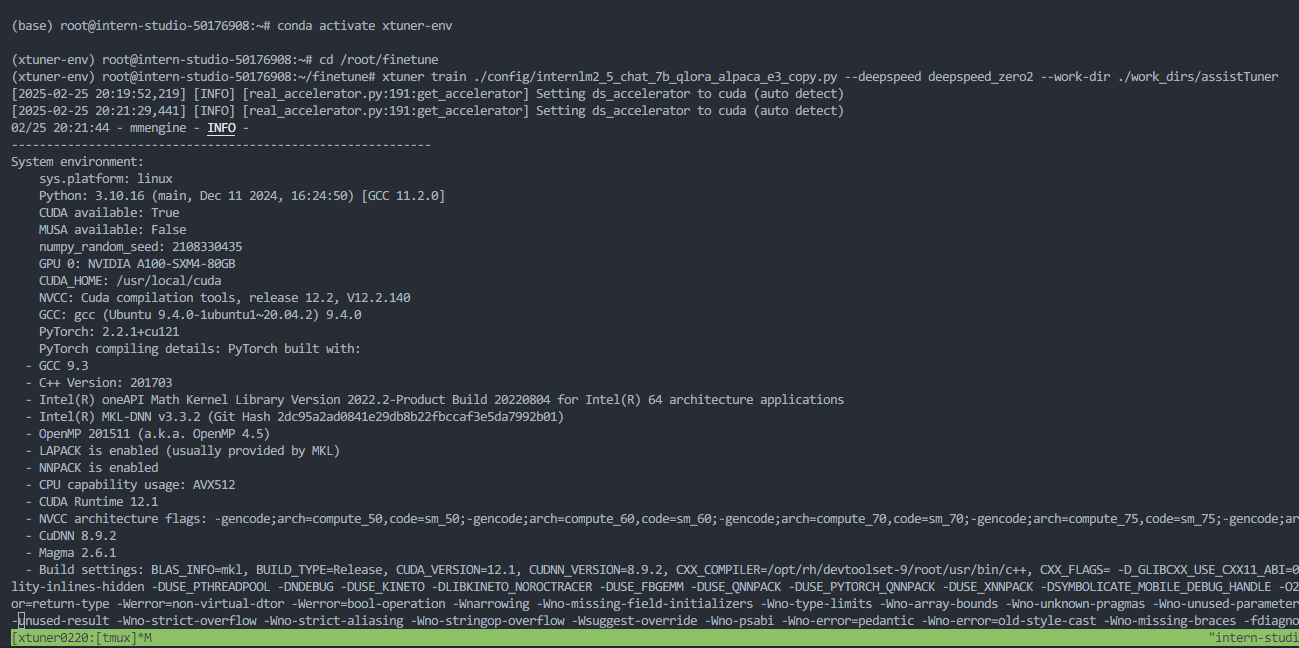 (base) root@intern-studio-50176908:~# conda activate xtuner-env
(xtuner-env) root@intern-studio-50176908:~# cd /root/finetune
(xtuner-env) root@intern-studio-50176908:~/finetune# xtuner train ./config/internlm2_5_chat_7b_qlora_alpaca_e3_copy.py --deepspeed deepspeed_zero2 --work-dir ./work_dirs/assistTuner
[2025-02-25 20:19:52,219] [INFO] [real_accelerator.py:191:get_accelerator] Setting ds_accelerator to cuda (auto detect)
[2025-02-25 20:21:29,441] [INFO] [real_accelerator.py:191:get_accelerator] Setting ds_accelerator to cuda (auto detect)
02/25 20:21:44 - mmengine - INFO -
------------------------------------------------------------
System environment:
    sys.platform: linux
    Python: 3.10.16 (main, Dec 11 2024, 16:24:50) [GCC 11.2.0]
    CUDA available: True
    MUSA available: False
    numpy_random_seed: 2108330435
    GPU 0: NVIDIA A100-SXM4-80GB
    CUDA_HOME: /usr/local/cuda
    NVCC: Cuda compilation tools, release 12.2, V12.2.140
    GCC: gcc (Ubuntu 9.4.0-1ubuntu1~20.04.2) 9.4.0
    PyTorch: 2.2.1+cu121
    PyTorch compiling details: PyTorch built with:
  - GCC 9.3
  - C++ Version: 201703
  - Intel(R) oneAPI Math Kernel Library Version 2022.2-Product Build 20220804 for Intel(R) 64 architecture applications
  - Intel(R) MKL-DNN v3.3.2 (Git Hash 2dc95a2ad0841e29db8b22fbccaf3e5da7992b01)
  - OpenMP 201511 (a.k.a. OpenMP 4.5)
  - LAPACK is enabled (usually provided by MKL)
  - NNPACK is enabled
  - CPU capability usage: AVX512
  - CUDA Runtime 12.1
  - NVCC architecture flags: -gencode;arch=compute_50,code=sm_50;-gencode;arch=compute_60,code=sm_60;-gencode;arch=compute_70,code=sm_70;-gencode;arch=compute_75,code=sm_75;-gencode;ar
  - CuDNN 8.9.2
  - Magma 2.6.1
  - Build settings: BLAS_INFO=mkl, BUILD_TYPE=Release, CUDA_VERSION=12.1, CUDNN_VERSION=8.9.2, CXX_COMPILER=/opt/rh/devtoolset-9/root/usr/bin/c++, CXX_FLAGS= -D_GLIBCXX_USE_CXX11_ABI=0
lity-inlines-hidden -DUSE_PTHREADPOOL -DNDEBUG -DUSE_KINETO -DLIBKINETO_NOROCTRACER -DUSE_FBGEMM -DUSE_QNNPACK -DUSE_PYTORCH_QNNPACK -DUSE_XNNPACK -DSYMBOLICATE_MOBILE_DEBUG_HANDLE -O2
or=return-type -Werror=non-virtual-dtor -Werror=bool-operation -Wnarrowing -Wno-missing-field-initializers -Wno-type-limits -Wno-array-bounds -Wno-unknown-pragmas -Wno-unused-parameter
-unused-result -Wno-strict-overflow -Wno-strict-aliasing -Wno-stringop-overflow -Wsuggest-override -Wno-psabi -Wno-error=pedantic -Wno-error=old-style-cast -Wno-missing-braces -fdiagno
[xtuner0220:[tmux]*M "intern-studi